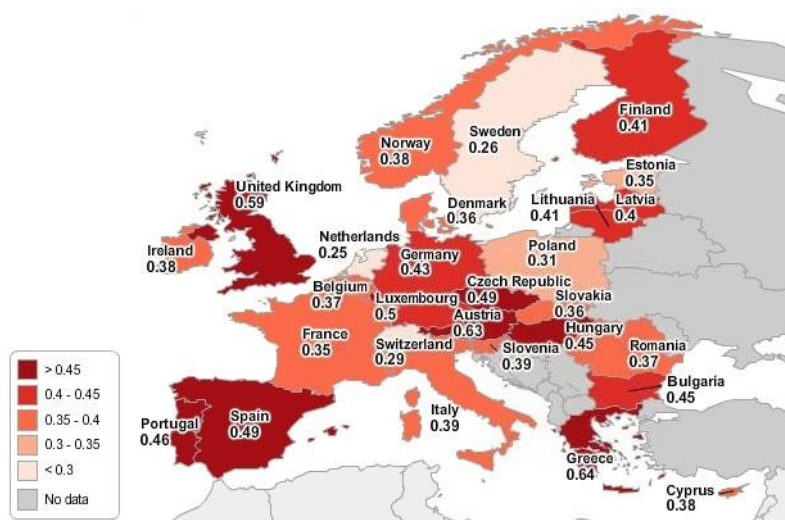 Finland
0.41
Norway
0.38
Sweden
0.26
Estonia
0.35
United Kingdom
0.59
Denmark
0.36
Lithuania
0.41
Latvia
0.4
Ireland
0.38
Netherlands
0.25
Germany
0.43
Poland
0.31
Belgium
0.37
Czech Republic
0.49
Luxembourg
0.5
Slovakia
0.36
Austria
0.63
France
0.35
Switzerland
0.29
Hungary
0.45
Slovenia
0.39
Romania
0.37
Bulgaria
0.45
Portugal
0.46
Spain
0.49
Italy
0.39
Greece
0.64
Cyprus
0.38
> 0.45
0.4 - 0.45
0.35 - 0.4
0.3 - 0.35
< 0.3
No data